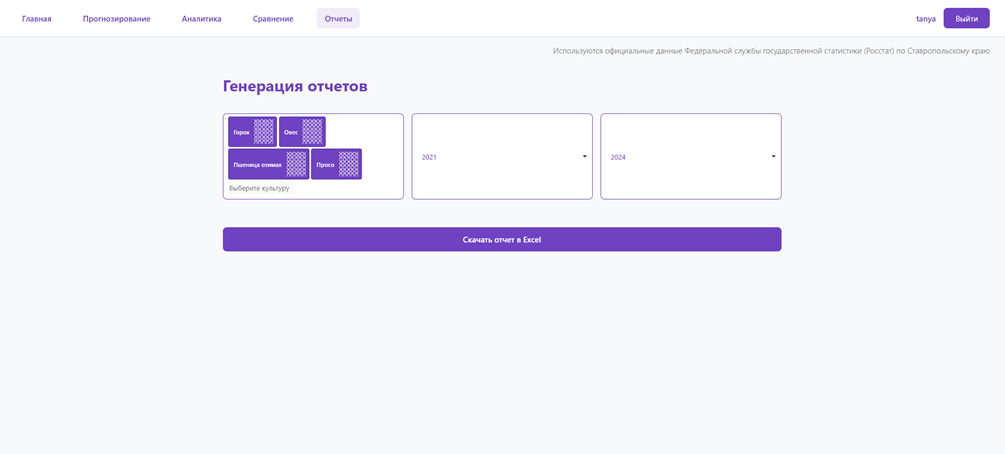 Главная Прогнозирование Аналитика Сравнение Отчеты tanya Выйти
Используются официальные данные Федеральной службы государственной статистики (Росстат) по Ставропольскому краю
Генерация отчетов
Горох Овес
Пшеница озимая Просо
Выберите культуру
2021
2024
Скачать отчет в Excel